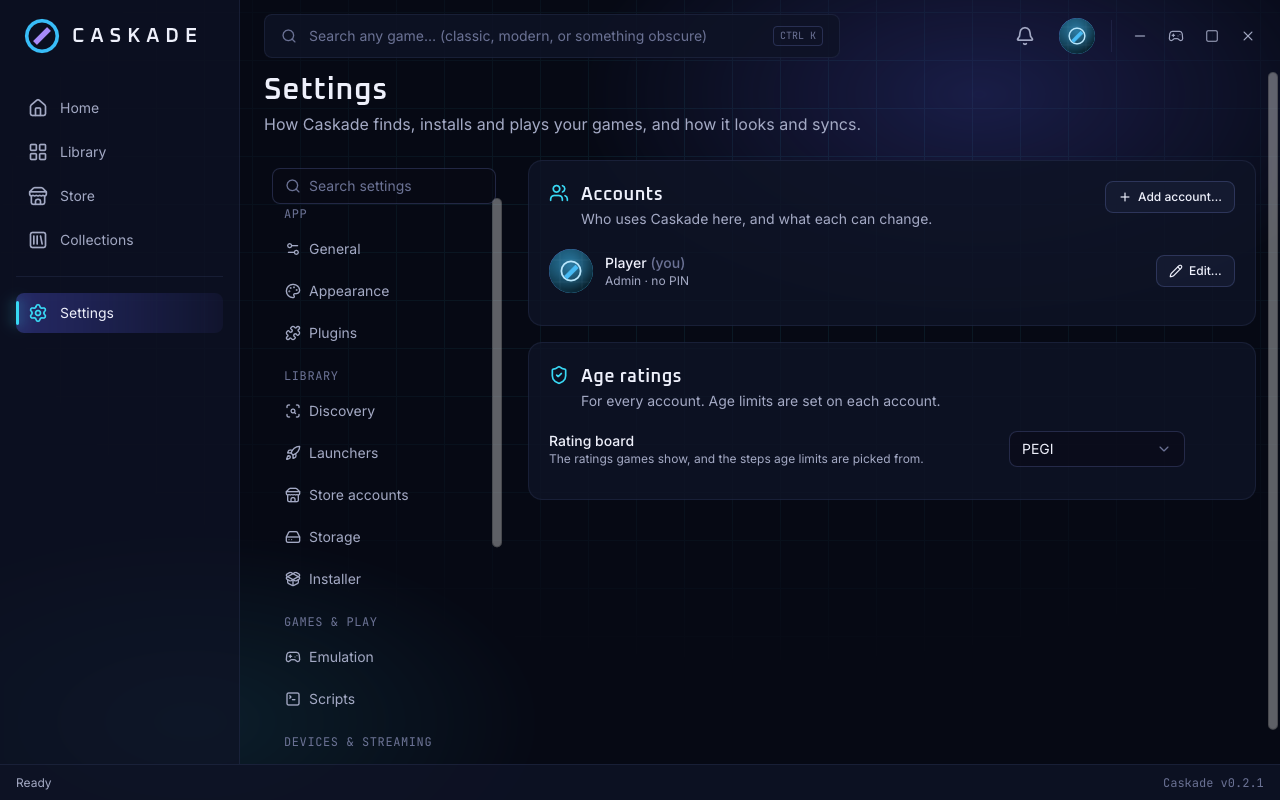 CASKADE
Search any game... (classic, modern, or something obscure)
CTRL K
Home
Library
Store
Collections
Settings
Settings
How Caskade finds, installs and plays your games, and how it looks and syncs.
Search settings
APP
General
Appearance
Plugins
LIBRARY
Discovery
Launchers
Store accounts
Storage
Installer
GAMES & PLAY
Emulation
Scripts
DEVICES & STREAMING
Accounts
Who uses Caskade here, and what each can change.
Add account...
Player (you)
Admin · no PIN
Edit...
Age ratings
For every account. Age limits are set on each account.
Rating board
The ratings games show, and the steps age limits are picked from.
PEGI
Ready
Caskade v0.2.1